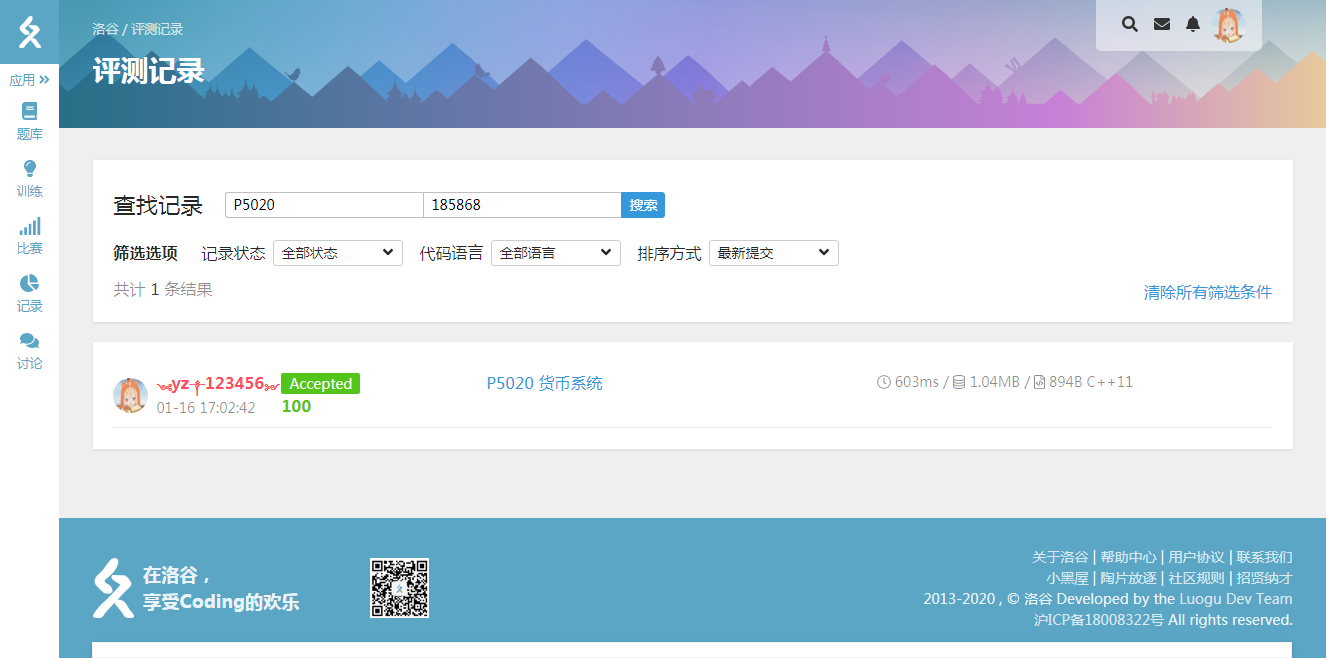 洛谷 / 评测记录
评测记录
应用
题库
训练
比赛
记录
讨论
查找记录 P5020 185868 搜索
筛选选项 记录状态 全部状态 代码语言 全部语言 排序方式 最新提交
共计 1 条结果
清除所有筛选条件
༺yz༒123456༻ Accepted P5020 货币系统 603ms / 1.04MB / 894B C++11
01-16 17:02:42 100
在洛谷，
享受Coding的欢乐
关于洛谷 | 帮助中心 | 用户协议 | 联系我们
小黑屋 | 陶片放逐 | 社区规则 | 招贤纳才
2013-2020 , © 洛谷 Developed by the Luogu Dev Team
沪ICP备18008322号 All rights reserved.